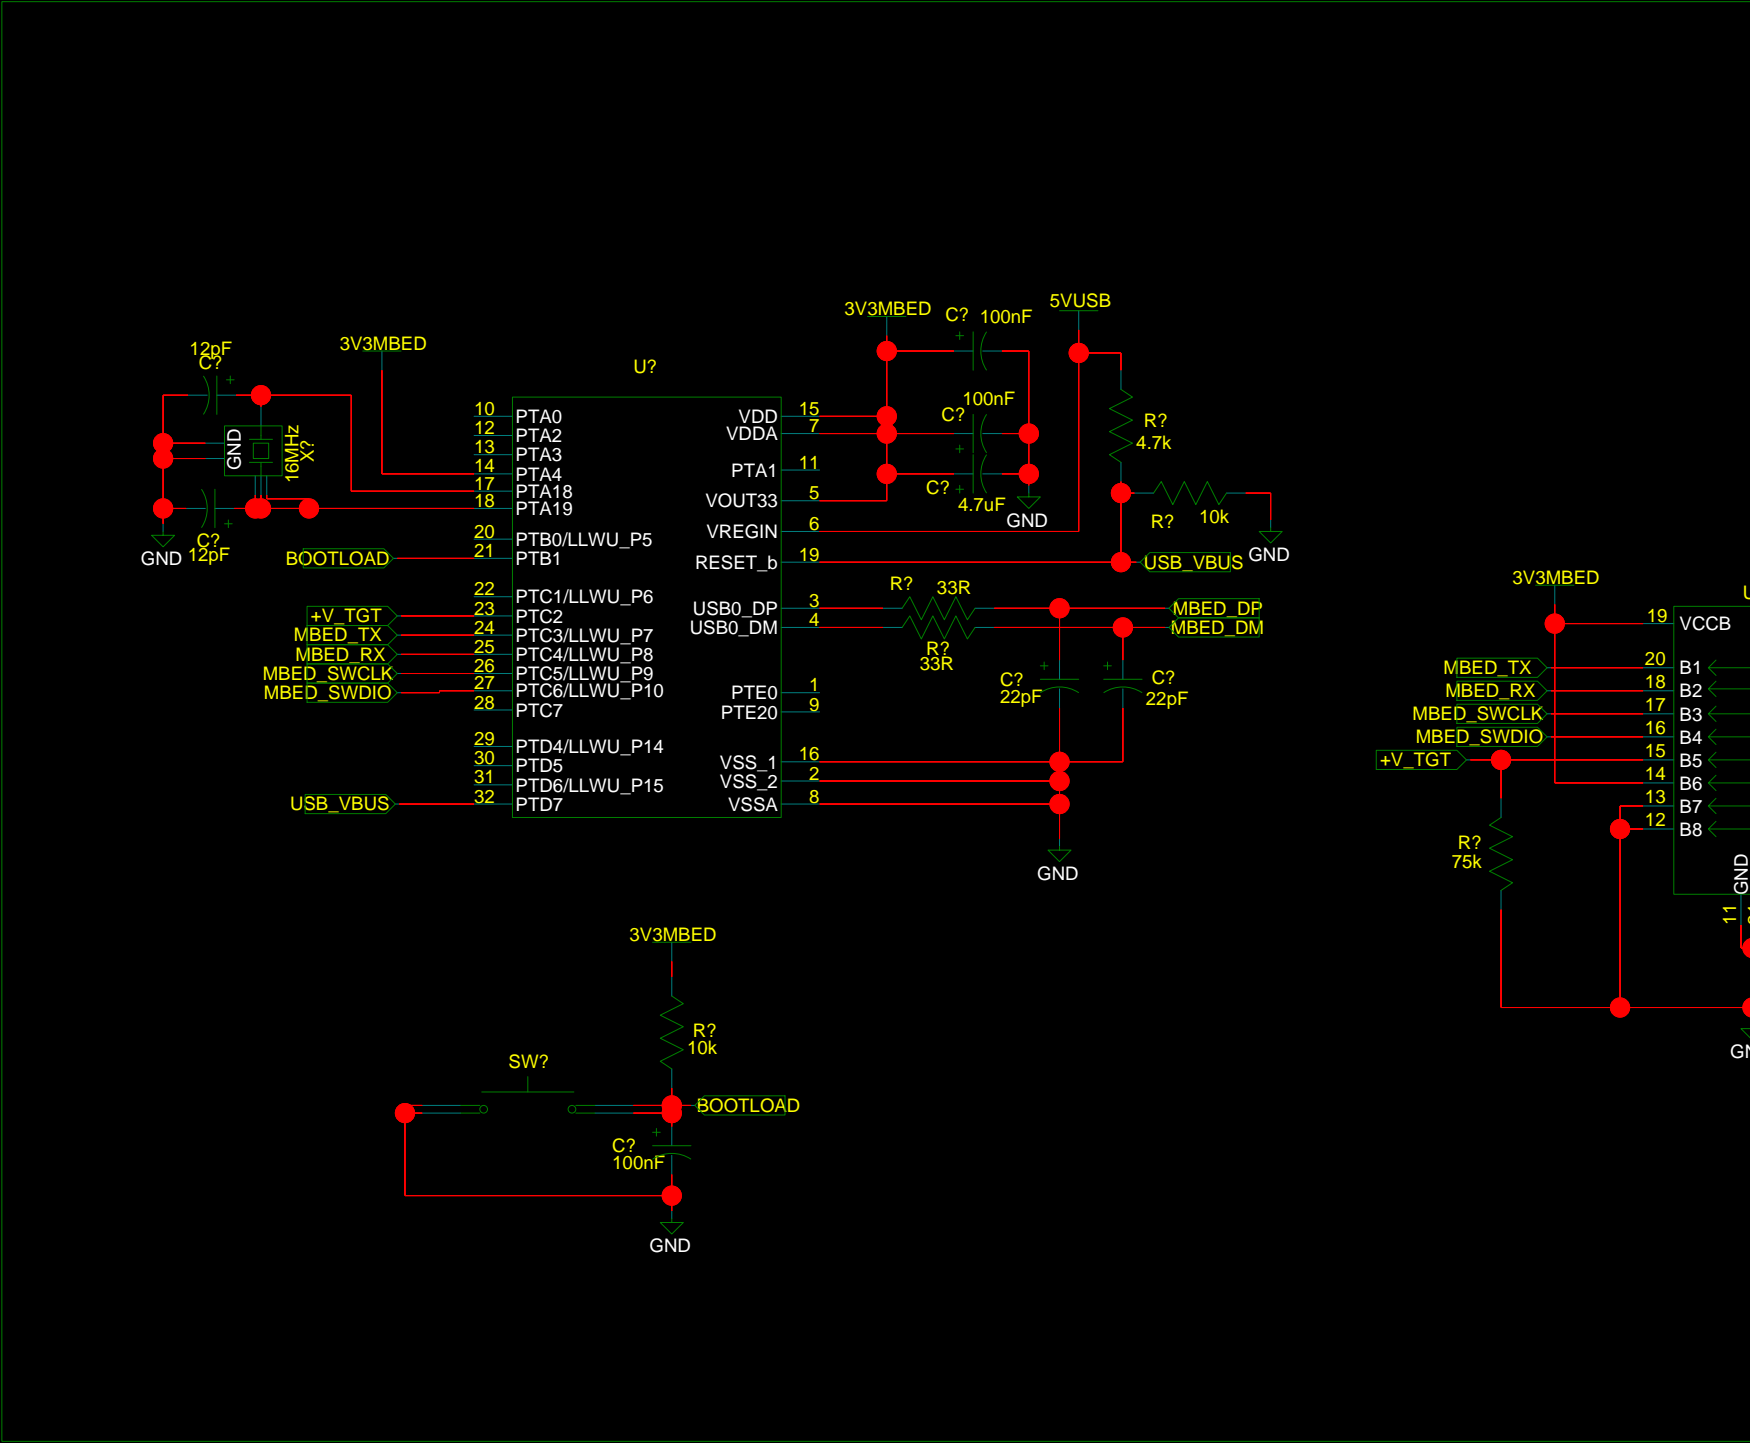 12pF
C?
3V3MBED
GND
16MHz
X?
C?
12pF
GND
BOOTLOAD
+V_TGT
MBED_TX
MBED_RX
MBED_SWCLK
MBED_SWDIO
USB_VBUS
U?
10 PTA0
12 PTA2
13 PTA3
14 PTA4
17 PTA18
18 PTA19
20 PTB0/LLWU_P5
21 PTB1
22 PTC1/LLWU_P6
23 PTC2
24 PTC3/LLWU_P7
25 PTC4/LLWU_P8
26 PTC5/LLWU_P9
27 PTC6/LLWU_P10
28 PTC7
29 PTD4/LLWU_P14
30 PTD5
31 PTD6/LLWU_P15
32 PTD7
VDD 15
VDDA 7
PTA1 11
VOUT33 5
VREGIN 6
RESET_b 19
USB0_DP 3
USB0_DM 4
PTE0 1
PTE20 9
VSS_1 16
VSS_2 2
VSSA 8
3V3MBED
C? 100nF
100nF
C?
C?
4.7uF
GND
5VUSB
R?
4.7k
R? 10k
GND
USB_VBUS
R? 33R
R?
33R
MBED_DP
MBED_DM
C?
22pF
C?
22pF
GND
3V3MBED
R?
10k
SW?
BOOTLOAD
C?
100nF
GND
3V3MBED
MBED_TX
MBED_RX
MBED_SWCLK
MBED_SWDIO
+V_TGT
R?
75k
19 VCCB
20 B1
18 B2
17 B3
16 B4
15 B5
14 B6
13 B7
12 B8
GND
11